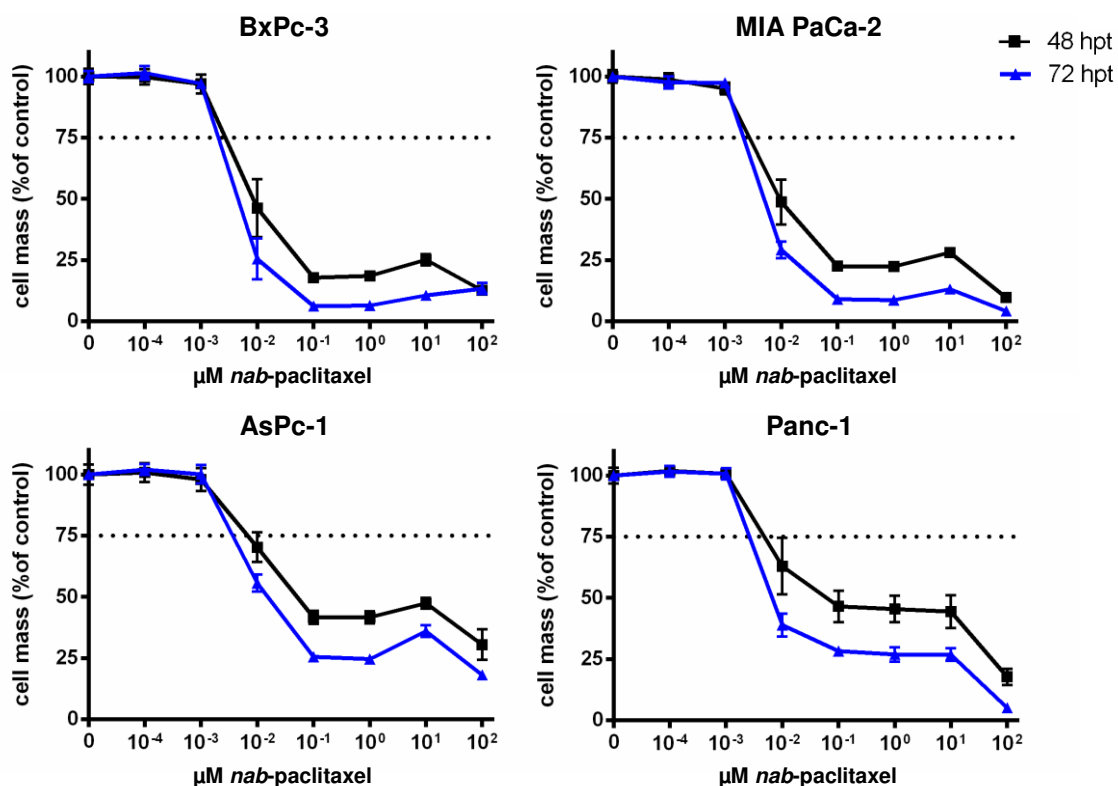 BxPc-3
cell mass (%of control)
100
75
50
25
0
0 10⁻⁴ 10⁻³ 10⁻² 10⁻¹ 10⁰ 10¹ 10²
µM nab-paclitaxel
MIA PaCa-2
cell mass (%of control)
100
75
50
25
0
0 10⁻⁴ 10⁻³ 10⁻² 10⁻¹ 10⁰ 10¹ 10²
µM nab-paclitaxel
48 hpt
72 hpt
AsPc-1
cell mass (%of control)
100
75
50
25
0
0 10⁻⁴ 10⁻³ 10⁻² 10⁻¹ 10⁰ 10¹ 10²
µM nab-paclitaxel
Panc-1
cell mass (%of control)
100
75
50
25
0
0 10⁻⁴ 10⁻³ 10⁻² 10⁻¹ 10⁰ 10¹ 10²
µM nab-paclitaxel